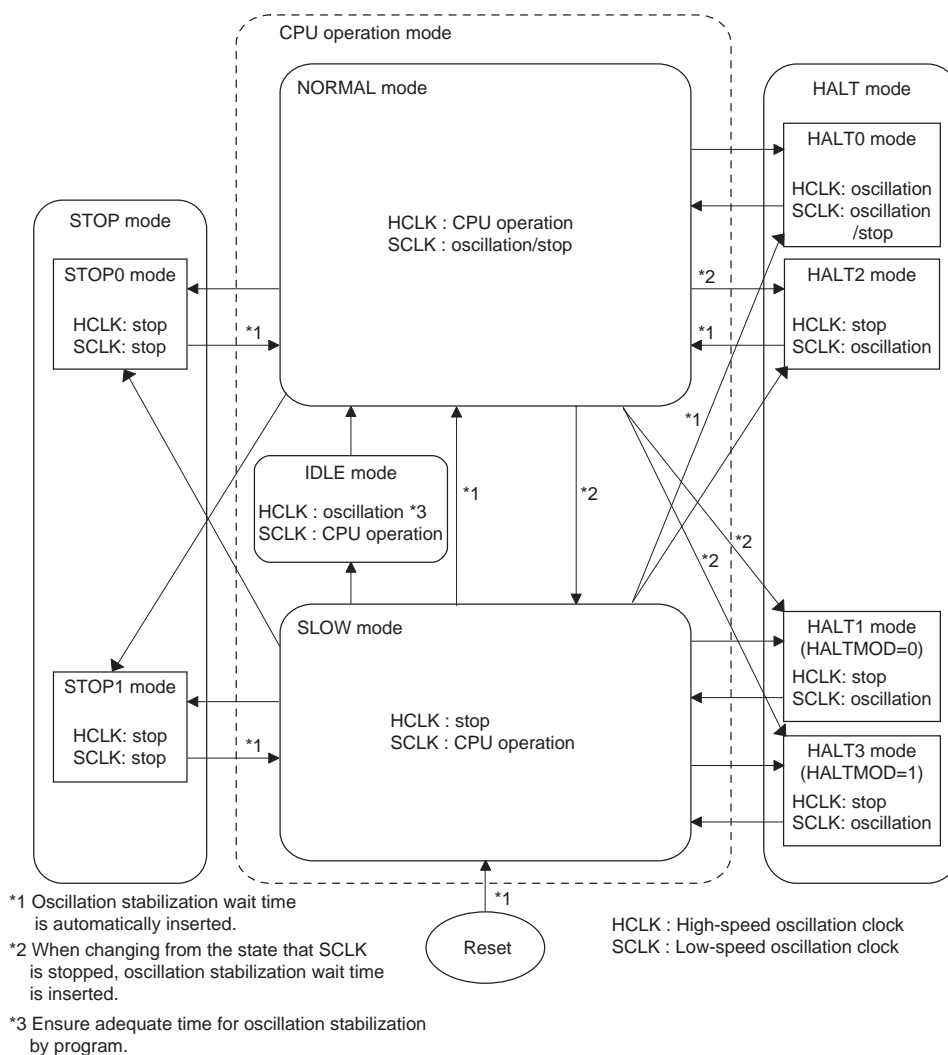 CPU operation mode
NORMAL mode
HCLK : CPU operation
SCLK : oscillation/stop
HALT mode
HALT0 mode
HCLK: oscillation
SCLK: oscillation
/stop
HALT2 mode
HCLK: stop
SCLK: oscillation
*2
*1
STOP mode
STOP0 mode
HCLK: stop
SCLK: stop
*1
IDLE mode
HCLK : oscillation *3
SCLK : CPU operation
*1
*2
*1
*2
*2
SLOW mode
HCLK : stop
SCLK : CPU operation
STOP1 mode
HCLK: stop
SCLK: stop
*1
HALT1 mode
(HALTMOD=0)
HCLK: stop
SCLK: oscillation
HALT3 mode
(HALTMOD=1)
HCLK: stop
SCLK: oscillation
*1
Reset
*1 Oscillation stabilization wait time
is automatically inserted.
*2 When changing from the state that SCLK
is stopped, oscillation stabilization wait time
is inserted.
*3 Ensure adequate time for oscillation stabilization
by program.
HCLK : High-speed oscillation clock
SCLK : Low-speed oscillation clock